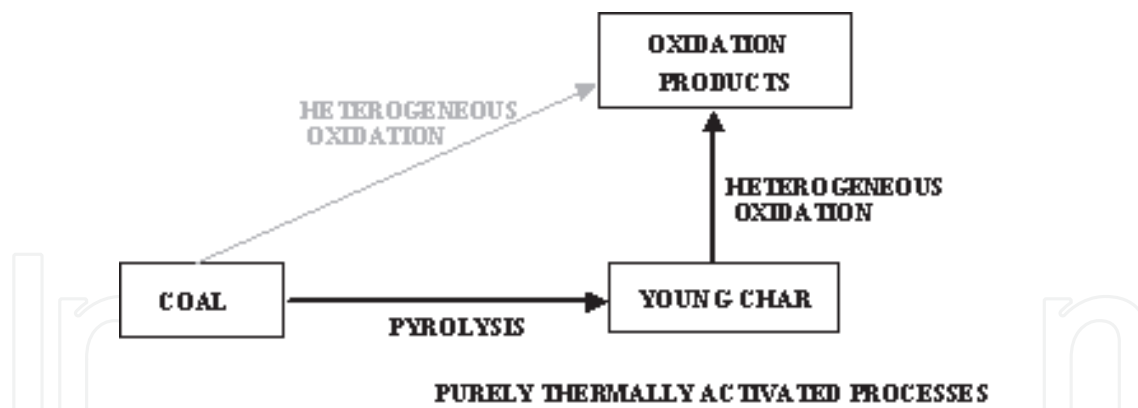 OXIDATION
PRODUCTS
HETEROGENEOUS
OXIDATION
HETEROGENEOUS
OXIDATION
COAL
YOUNG CHAR
PYROLYSIS
PURELY THERMALLY ACTIVATED PROCESSES